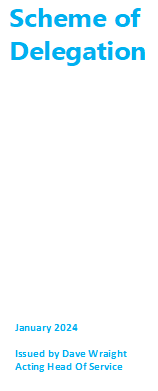 Scheme of
Delegation
January 2024
Issued by Dave Wraight
Acting Head Of Service